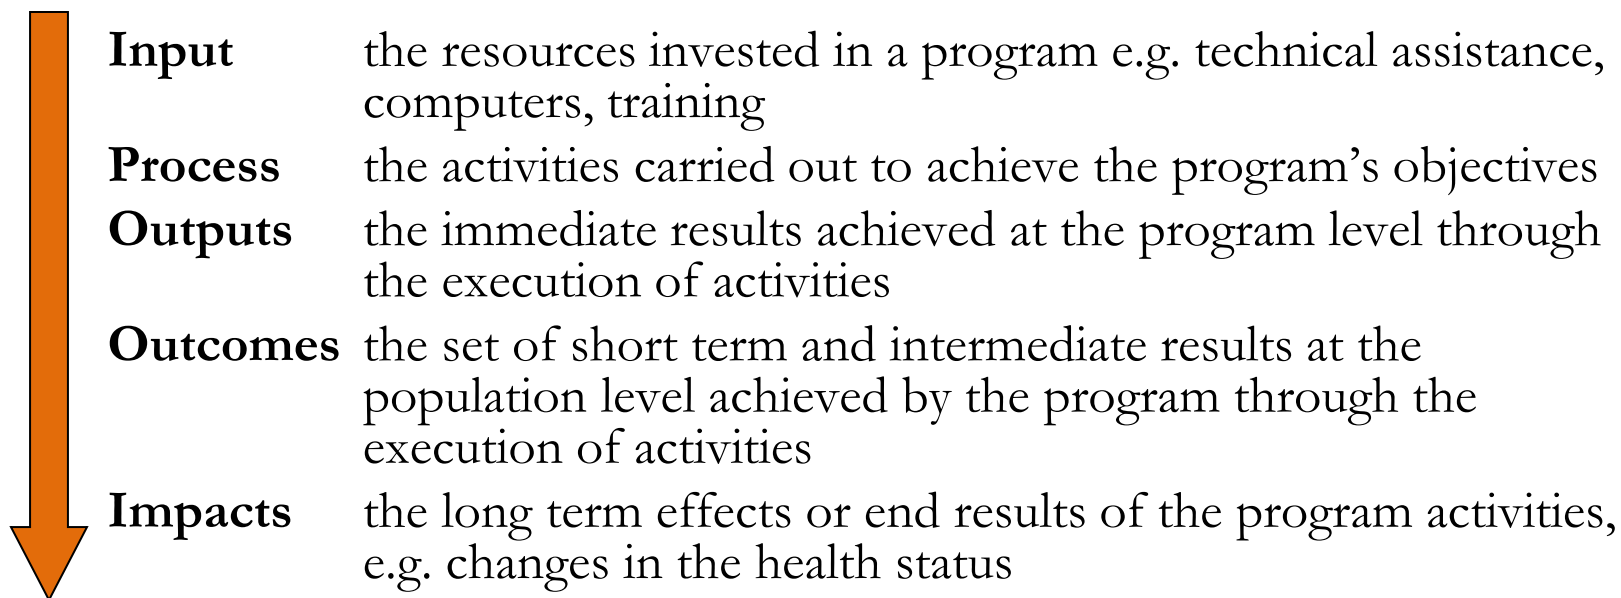 Input the resources invested in a program e.g. technical assistance,
computers, training
Process the activities carried out to achieve the program’s objectives
Outputs the immediate results achieved at the program level through
the execution of activities
Outcomes the set of short term and intermediate results at the
population level achieved by the program through the
execution of activities
Impacts the long term effects or end results of the program activities,
e.g. changes in the health status